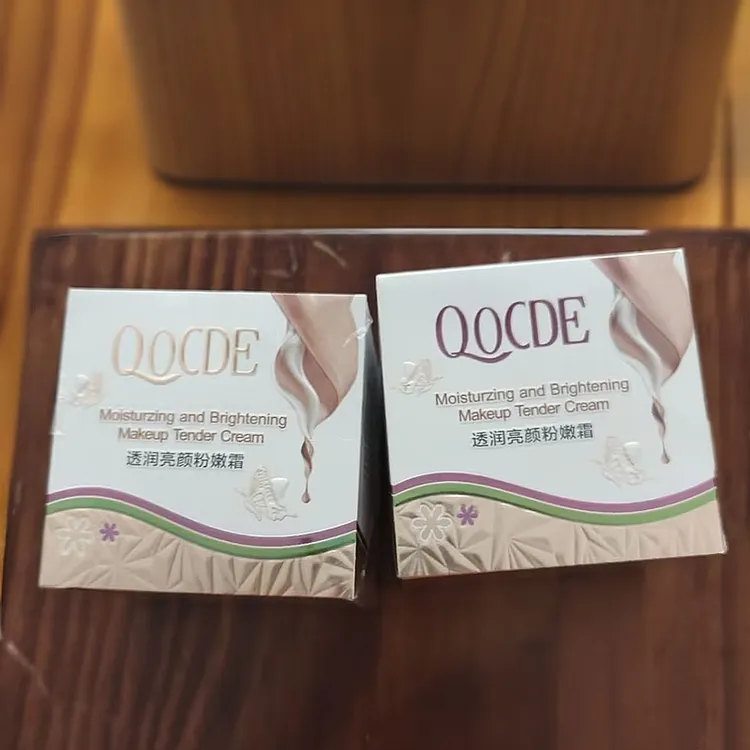 QOCDE
Moisturzing and Brightening
Makeup Tender Cream
透润亮颜粉嫩霜
QOCDE
Moisturzing and Brightening
Makeup Tender Cream
透润亮颜粉嫩霜